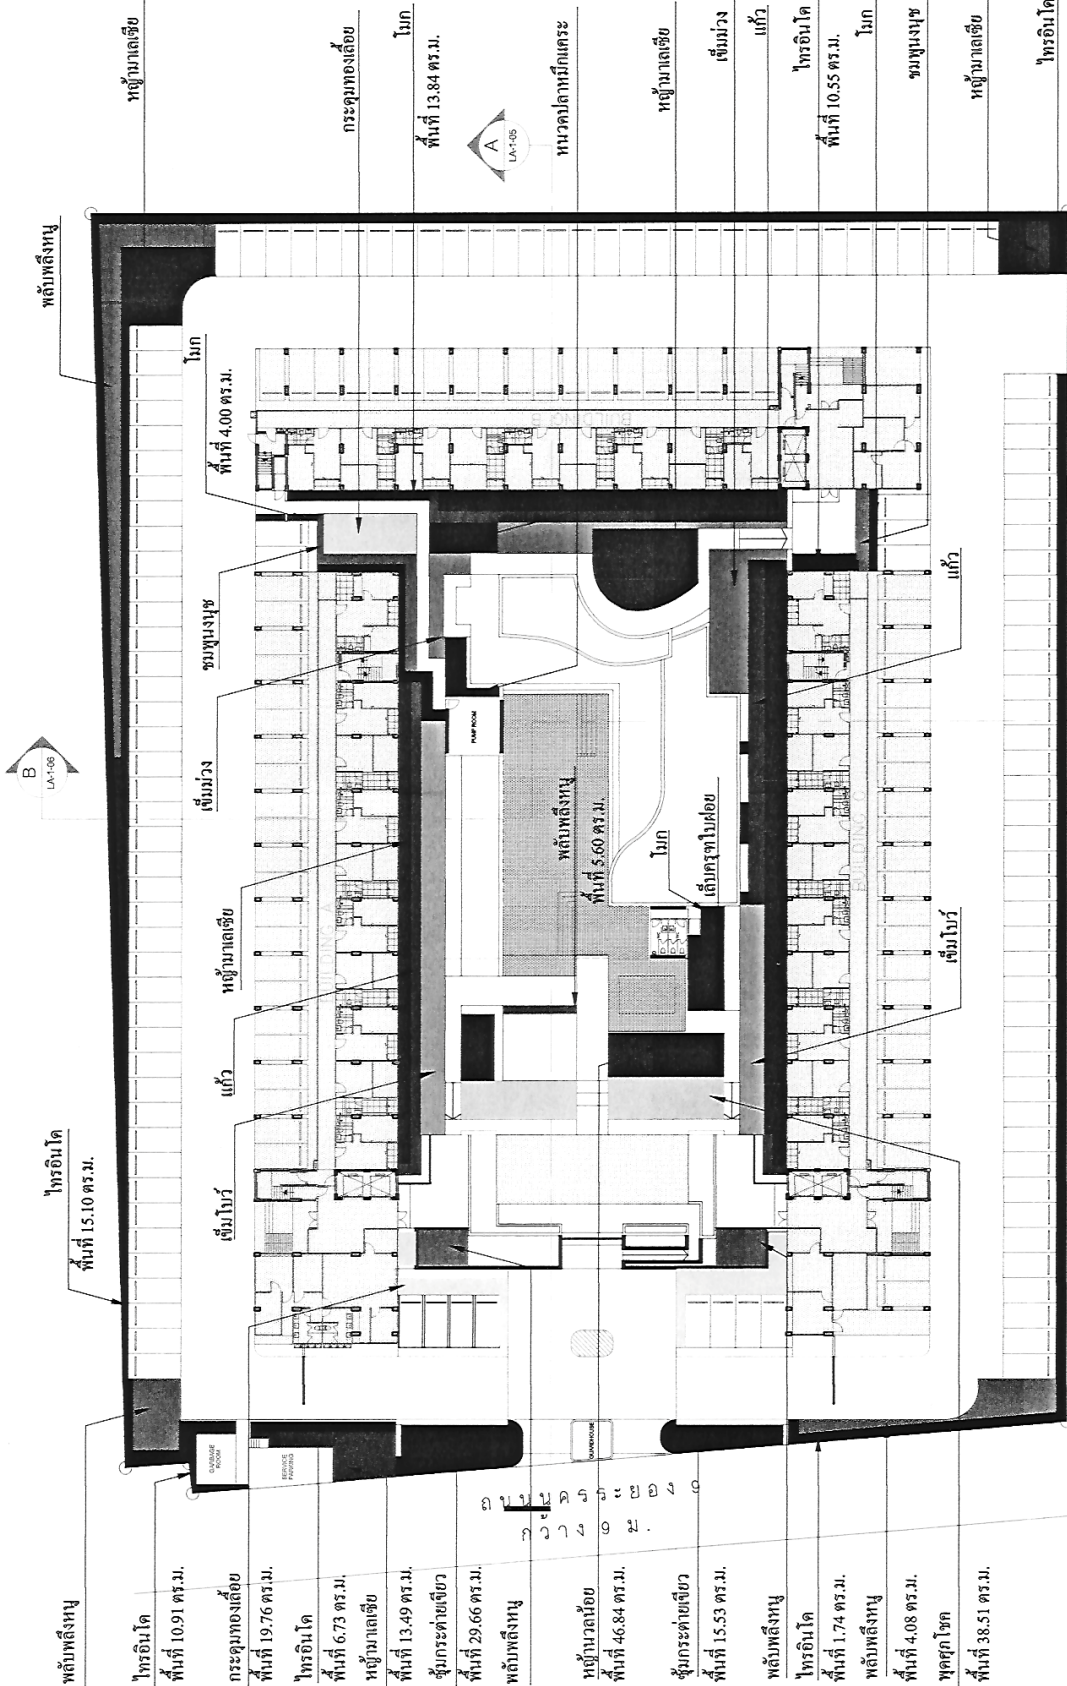 หญ้ามาเลเซีย
กระดุมทองเลื้อย
โมก
พื้นที่ 13.84 ตร.ม.
หนวดปลาหมึกแคระ
หญ้ามาเลเซีย
เข็มม่วง
แก้ว
ไทรอินโด
พื้นที่ 10.55 ตร.ม.
โมก
ชมพูนงนุช
หญ้ามาเลเซีย
ไทรอินโด
A
LA-1-05
พลับพลึงหนู
โมก
พื้นที่ 4.00 ตร.ม.
BUILDING B
ชมพูนงนุช
เข็มม่วง
B
LA-1-06
หญ้ามาเลเซีย
แก้ว
เข็มโบว์
BUILDING A
PUMP ROOM
พลับพลึงหนู
พื้นที่ 5.60 ตร.ม.
โมก
เล็บครุฑใบฝอย
แก้ว
เข็มโบว์
BUILDING C
ไทรอินโด
พื้นที่ 15.10 ตร.ม.
GARBAGE
ROOM
SERVICE
PARKING
GUARDHOUSE
กว้าง 6 ม.
พลับพลึงหนู
ไทรอินโด
พื้นที่ 10.91 ตร.ม.
กระดุมทองเลื้อย
พื้นที่ 19.76 ตร.ม.
ไทรอินโด
พื้นที่ 6.73 ตร.ม.
หญ้ามาเลเซีย
พื้นที่ 13.49 ตร.ม.
ซุ้มกระต่ายเขียว
พื้นที่ 29.66 ตร.ม.
พลับพลึงหนู
หญ้านวลน้อย
พื้นที่ 46.84 ตร.ม.
ซุ้มกระต่ายเขียว
พื้นที่ 15.53 ตร.ม.
พลับพลึงหนู
ไทรอินโด
พื้นที่ 1.74 ตร.ม.
พลับพลึงหนู
พื้นที่ 4.08 ตร.ม.
พุดศุภโชค
พื้นที่ 38.51 ตร.ม.